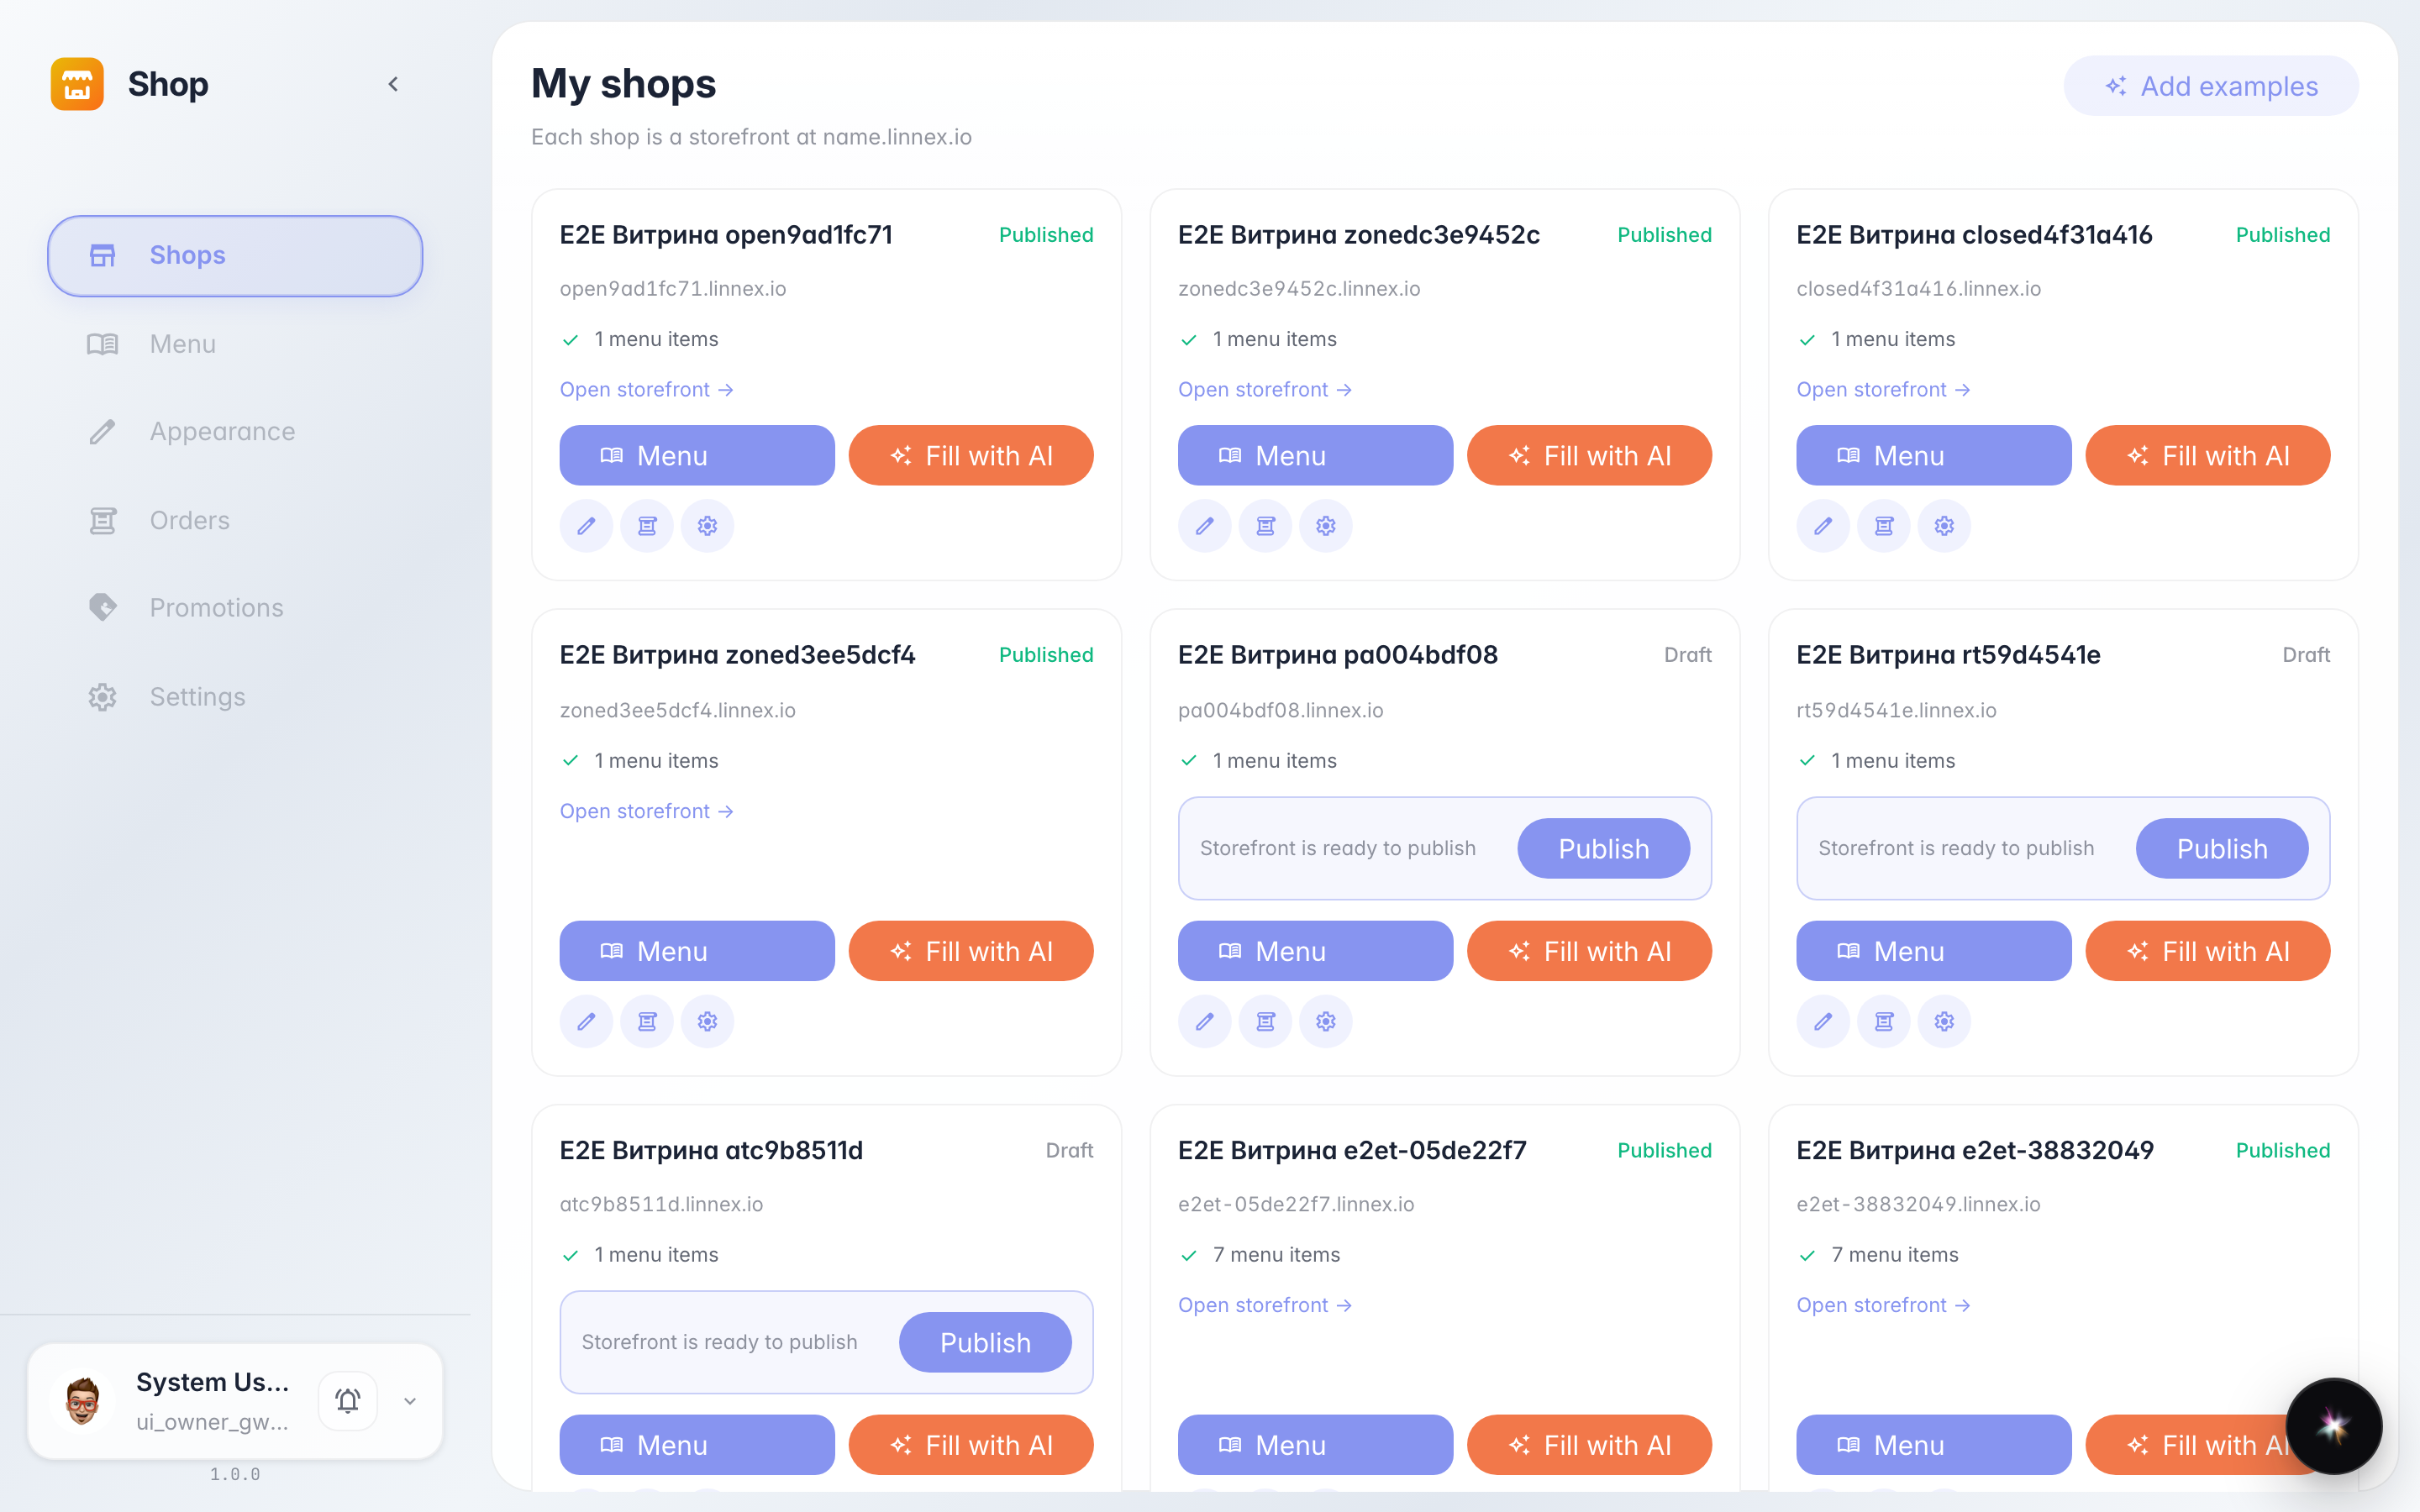 Shop
Shops
Menu
Appearance
Orders
Promotions
Settings
System Us...
ui_owner_gw...
1.0.0
My shops
Each shop is a storefront at name.linnex.io
Add examples
E2E Витрина open9ad1fc71
Published
open9ad1fc71.linnex.io
1 menu items
Open storefront →
Menu
Fill with AI
E2E Витрина zonedc3e9452c
Published
zonedc3e9452c.linnex.io
1 menu items
Open storefront →
Menu
Fill with AI
E2E Витрина closed4f31a416
Published
closed4f31a416.linnex.io
1 menu items
Open storefront →
Menu
Fill with AI
E2E Витрина zoned3ee5dcf4
Published
zoned3ee5dcf4.linnex.io
1 menu items
Open storefront →
Menu
Fill with AI
E2E Витрина pa004bdf08
Draft
pa004bdf08.linnex.io
1 menu items
Storefront is ready to publish
Publish
Menu
Fill with AI
E2E Витрина rt59d4541e
Draft
rt59d4541e.linnex.io
1 menu items
Storefront is ready to publish
Publish
Menu
Fill with AI
E2E Витрина atc9b8511d
Draft
atc9b8511d.linnex.io
1 menu items
Storefront is ready to publish
Publish
Menu
Fill with AI
E2E Витрина e2et-05de22f7
Published
e2et-05de22f7.linnex.io
7 menu items
Open storefront →
Menu
Fill with AI
E2E Витрина e2et-38832049
Published
e2et-38832049.linnex.io
7 menu items
Open storefront →
Menu
Fill with AI